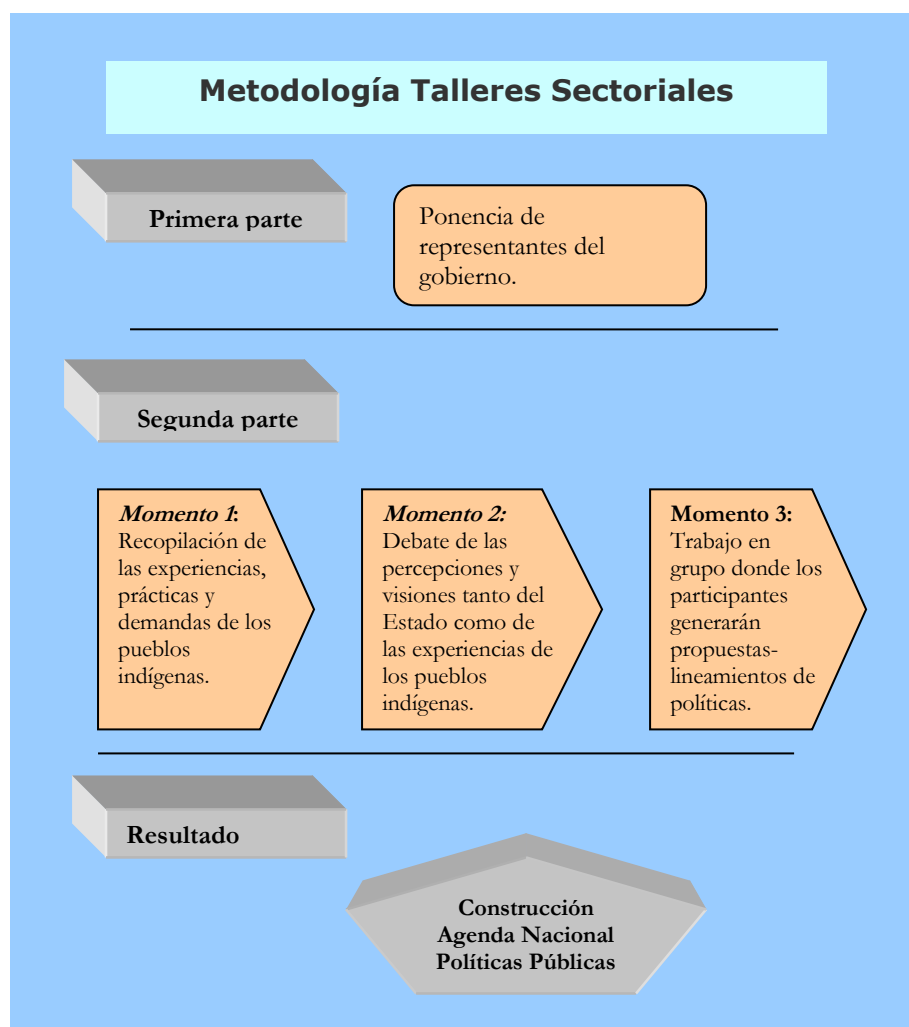 Metodología Talleres Sectoriales
Primera parte
Ponencia de
representantes del
gobierno.
Segunda parte
Momento 1:
Recopilación de
las experiencias,
prácticas y
demandas de los
pueblos
indígenas.
Momento 2:
Debate de las
percepciones y
visiones tanto del
Estado como de
las experiencias de
los pueblos
indígenas.
Momento 3:
Trabajo en
grupo donde los
participantes
generarán
propuestas-
lineamientos de
políticas.
Resultado
Construcción
Agenda Nacional
Políticas Públicas